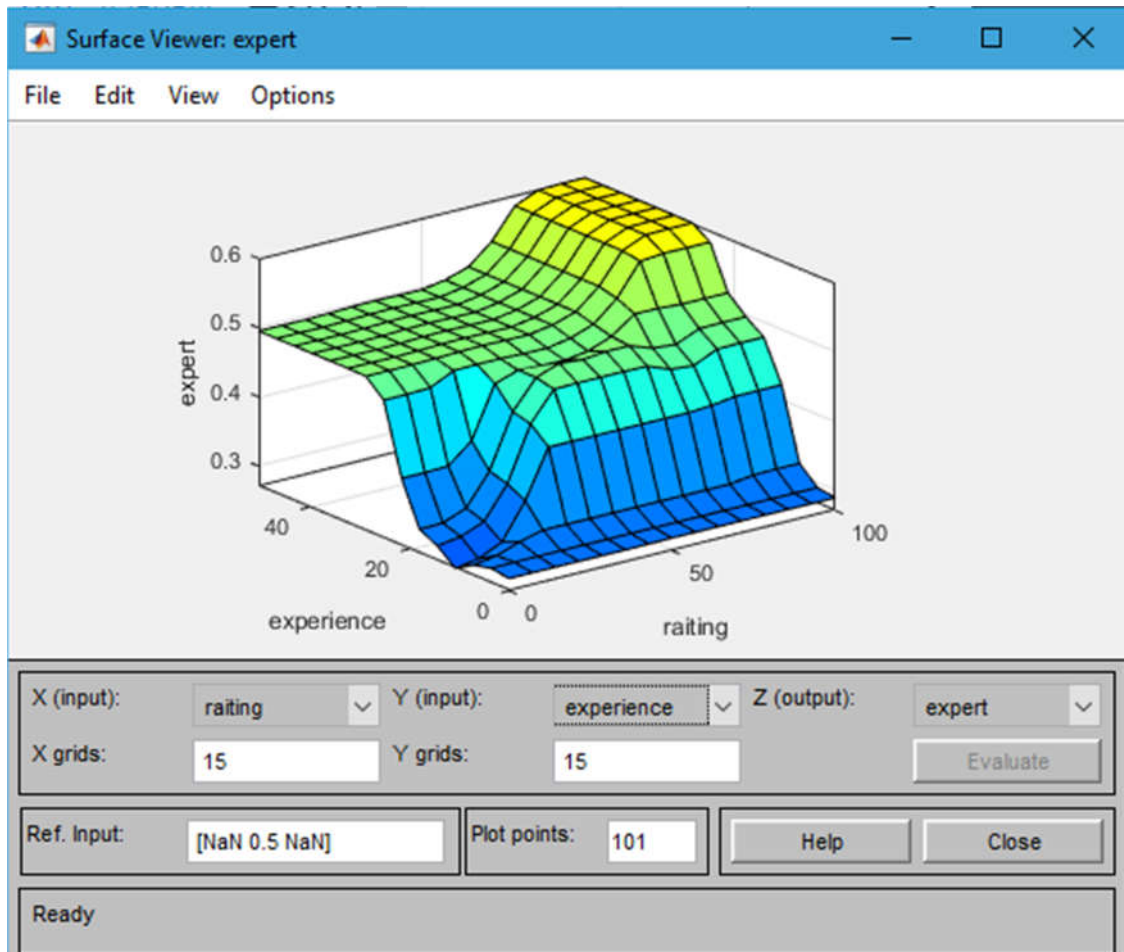 Surface Viewer: expert
File Edit View Options
0.6
0.5
0.4
0.3
expert
40
20
0
experience
0
50
100
raiting
X (input): raiting Y (input): experience Z (output): expert
X grids: 15 Y grids: 15 Evaluate
Ref. Input: [NaN 0.5 NaN] Plot points: 101 Help Close
Ready